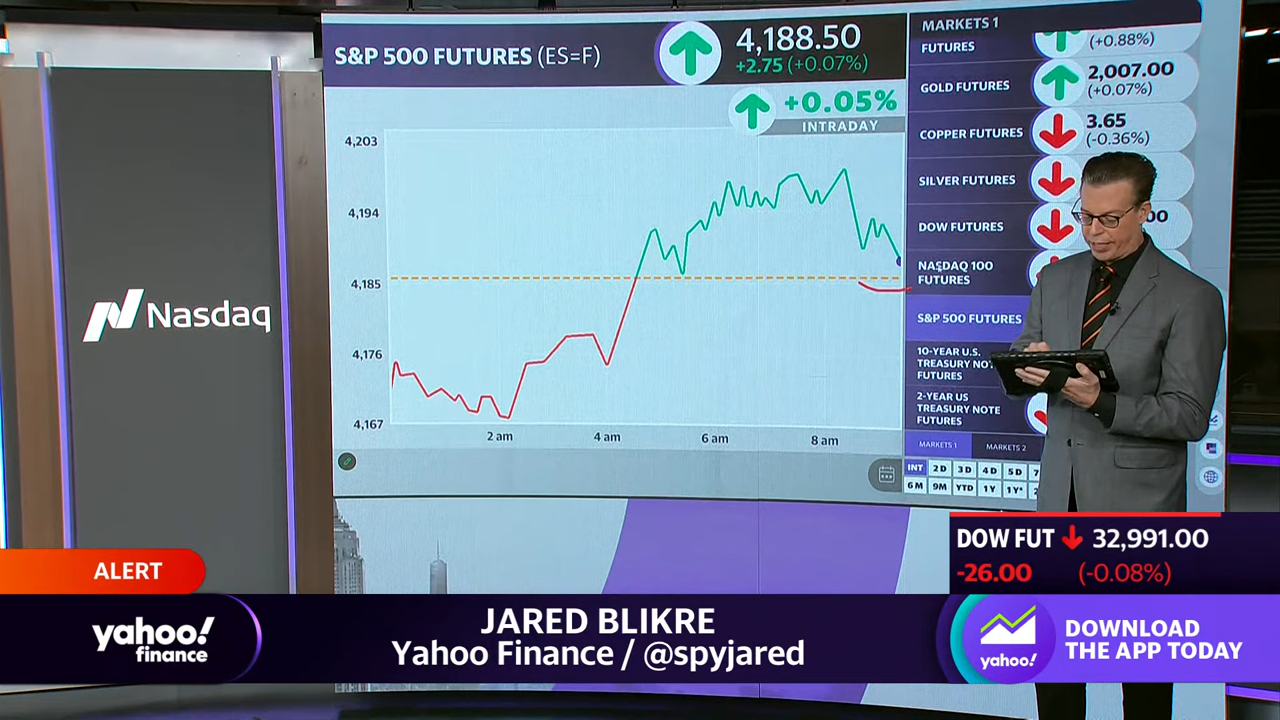 S&P 500 FUTURES (ES=F)
4,188.50
+2.75 (+0.07%)
+0.05%
INTRADAY
4,203
4,194
4,185
4,176
4,167
2 am
4 am
6 am
8 am
MARKETS 1
FUTURES
(+0.88%)
GOLD FUTURES
2,007.00
(+0.07%)
COPPER FUTURES
3.65
(-0.36%)
SILVER FUTURES
DOW FUTURES
00
NASDAQ 100
FUTURES
S&P 500 FUTURES
10-YEAR U.S.
TREASURY NO
FUTURES
2-YEAR US
TREASURY NOTE
FUTURES
MARKETS 1 MARKETS 2
INT 2D 3D 4D 5D 7
6M 9M YTD 1Y 1Y*
Nasdaq
DOW FUT 32,991.00
-26.00 (-0.08%)
ALERT
yahoo!
finance
JARED BLIKRE
Yahoo Finance / @spyjared
yahoo!
DOWNLOAD
THE APP TODAY